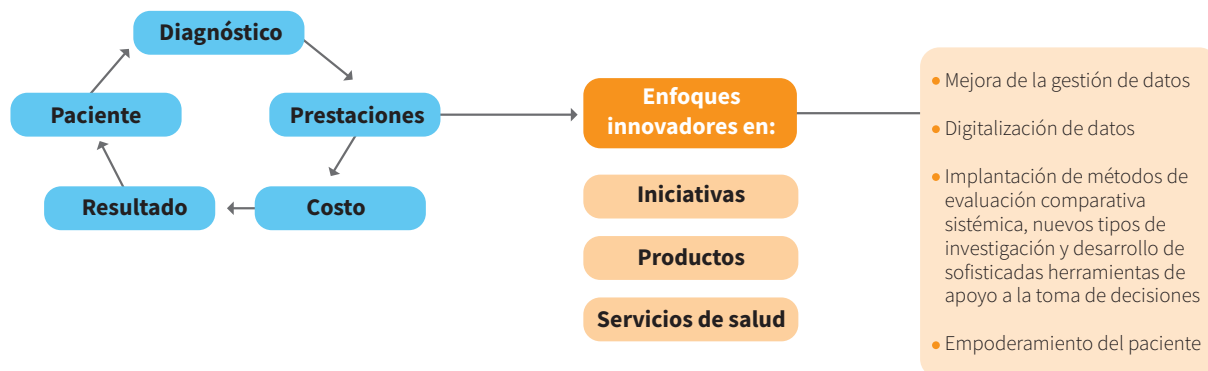 Diagnóstico
Paciente
Prestaciones
Resultado
Costo
Enfoques
innovadores en:
Iniciativas
Productos
Servicios de salud
Mejora de la gestión de datos
Digitalización de datos
Implantación de métodos de
evaluación comparativa
sistémica, nuevos tipos de
investigación y desarrollo de
sofisticadas herramientas de
apoyo a la toma de decisiones
Empoderamiento del paciente